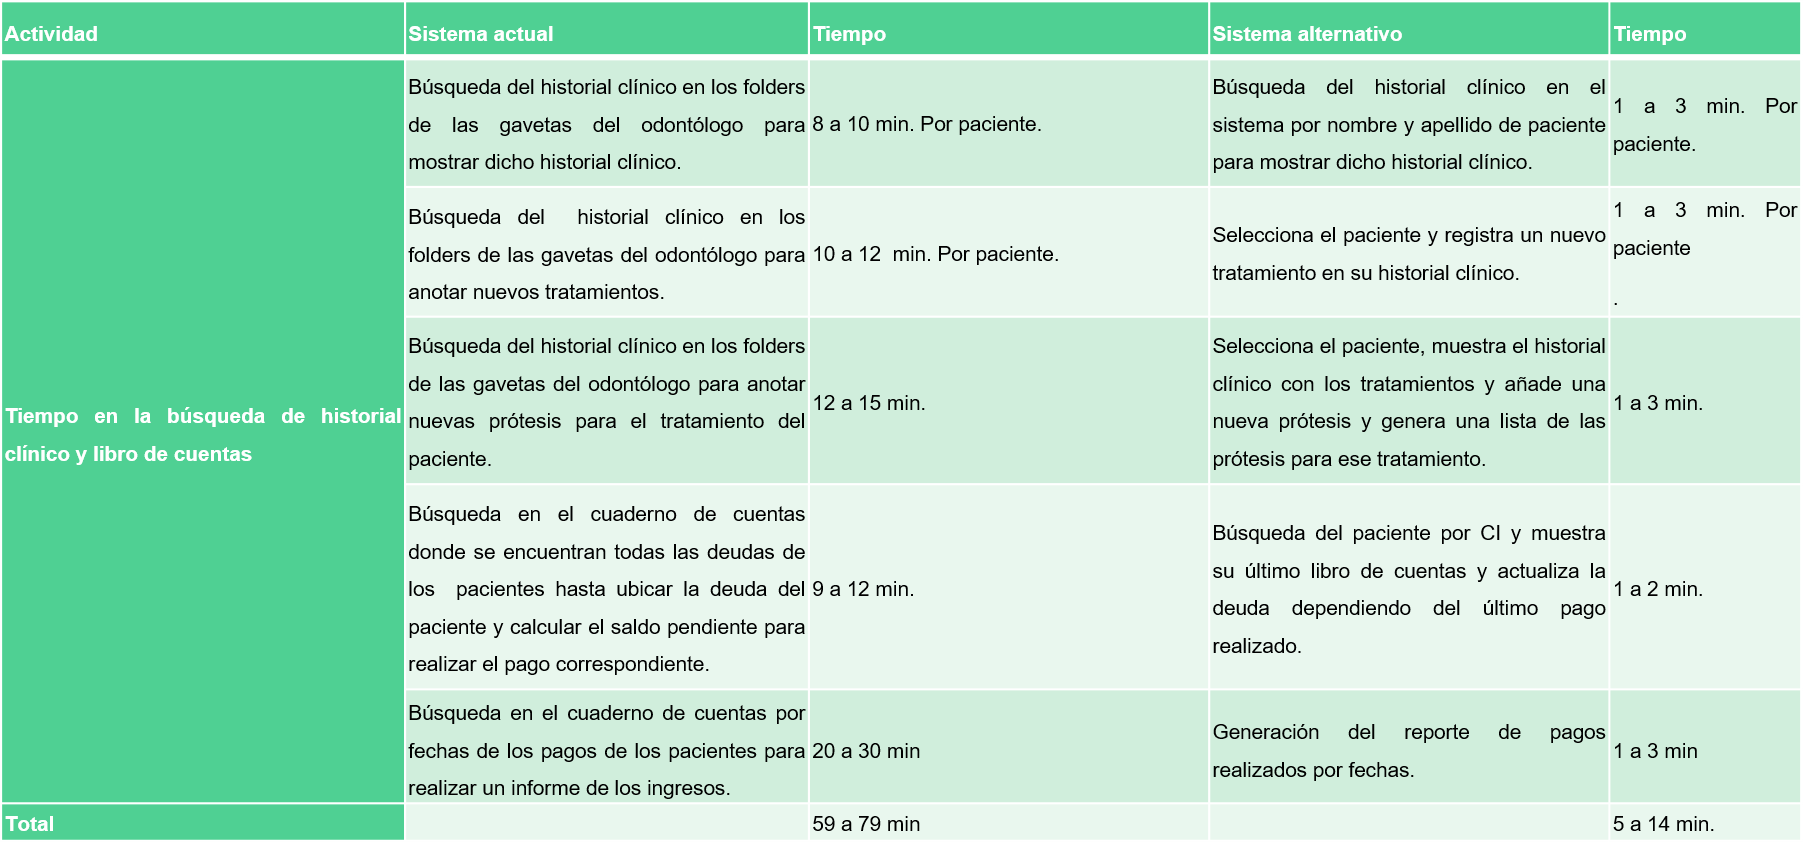 Actividad
Sistema actual
Tiempo
Sistema alternativo
Tiempo
Tiempo en la búsqueda de historial
clínico y libro de cuentas
Búsqueda del historial clínico en los folders
de las gavetas del odontólogo para
mostrar dicho historial clínico.
8 a 10 min. Por paciente.
Búsqueda del historial clínico en el
sistema por nombre y apellido de paciente
para mostrar dicho historial clínico.
1 a 3 min. Por
paciente.
Búsqueda del historial clínico en los
folders de las gavetas del odontólogo para
anotar nuevos tratamientos.
10 a 12 min. Por paciente.
Selecciona el paciente y registra un nuevo
tratamiento en su historial clínico.
1 a 3 min. Por
paciente
.
Búsqueda del historial clínico en los folders
de las gavetas del odontólogo para anotar
nuevas prótesis para el tratamiento del
paciente.
12 a 15 min.
Selecciona el paciente, muestra el historial
clínico con los tratamientos y añade una
nueva prótesis y genera una lista de las
prótesis para ese tratamiento.
1 a 3 min.
Búsqueda en el cuaderno de cuentas
donde se encuentran todas las deudas de
los pacientes hasta ubicar la deuda del
paciente y calcular el saldo pendiente para
realizar el pago correspondiente.
9 a 12 min.
Búsqueda del paciente por CI y muestra
su último libro de cuentas y actualiza la
deuda dependiendo del último pago
realizado.
1 a 2 min.
Búsqueda en el cuaderno de cuentas por
fechas de los pagos de los pacientes para
realizar un informe de los ingresos.
20 a 30 min
Generación del reporte de pagos
realizados por fechas.
1 a 3 min
Total
59 a 79 min
5 a 14 min.